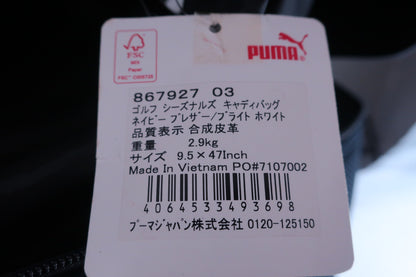 FSC
MIX
Paper
PUMA
867927 03
ゴルフ シーズナルズ キャディバッグ
ネイビー ブレザー/ブライト ホワイト
品質表示 合成皮革
重量 2.9kg
サイズ 9.5×47Inch
Made In Vietnam PO#7107002
4064533493698
プーマジャパン株式会社 0120-125150